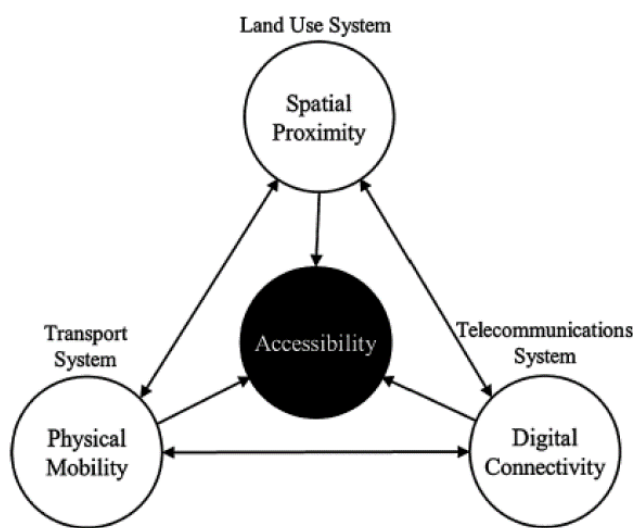 Land Use System
Spatial
Proximity
Accessibility
Transport
System
Telecommunications
System
Physical
Mobility
Digital
Connectivity